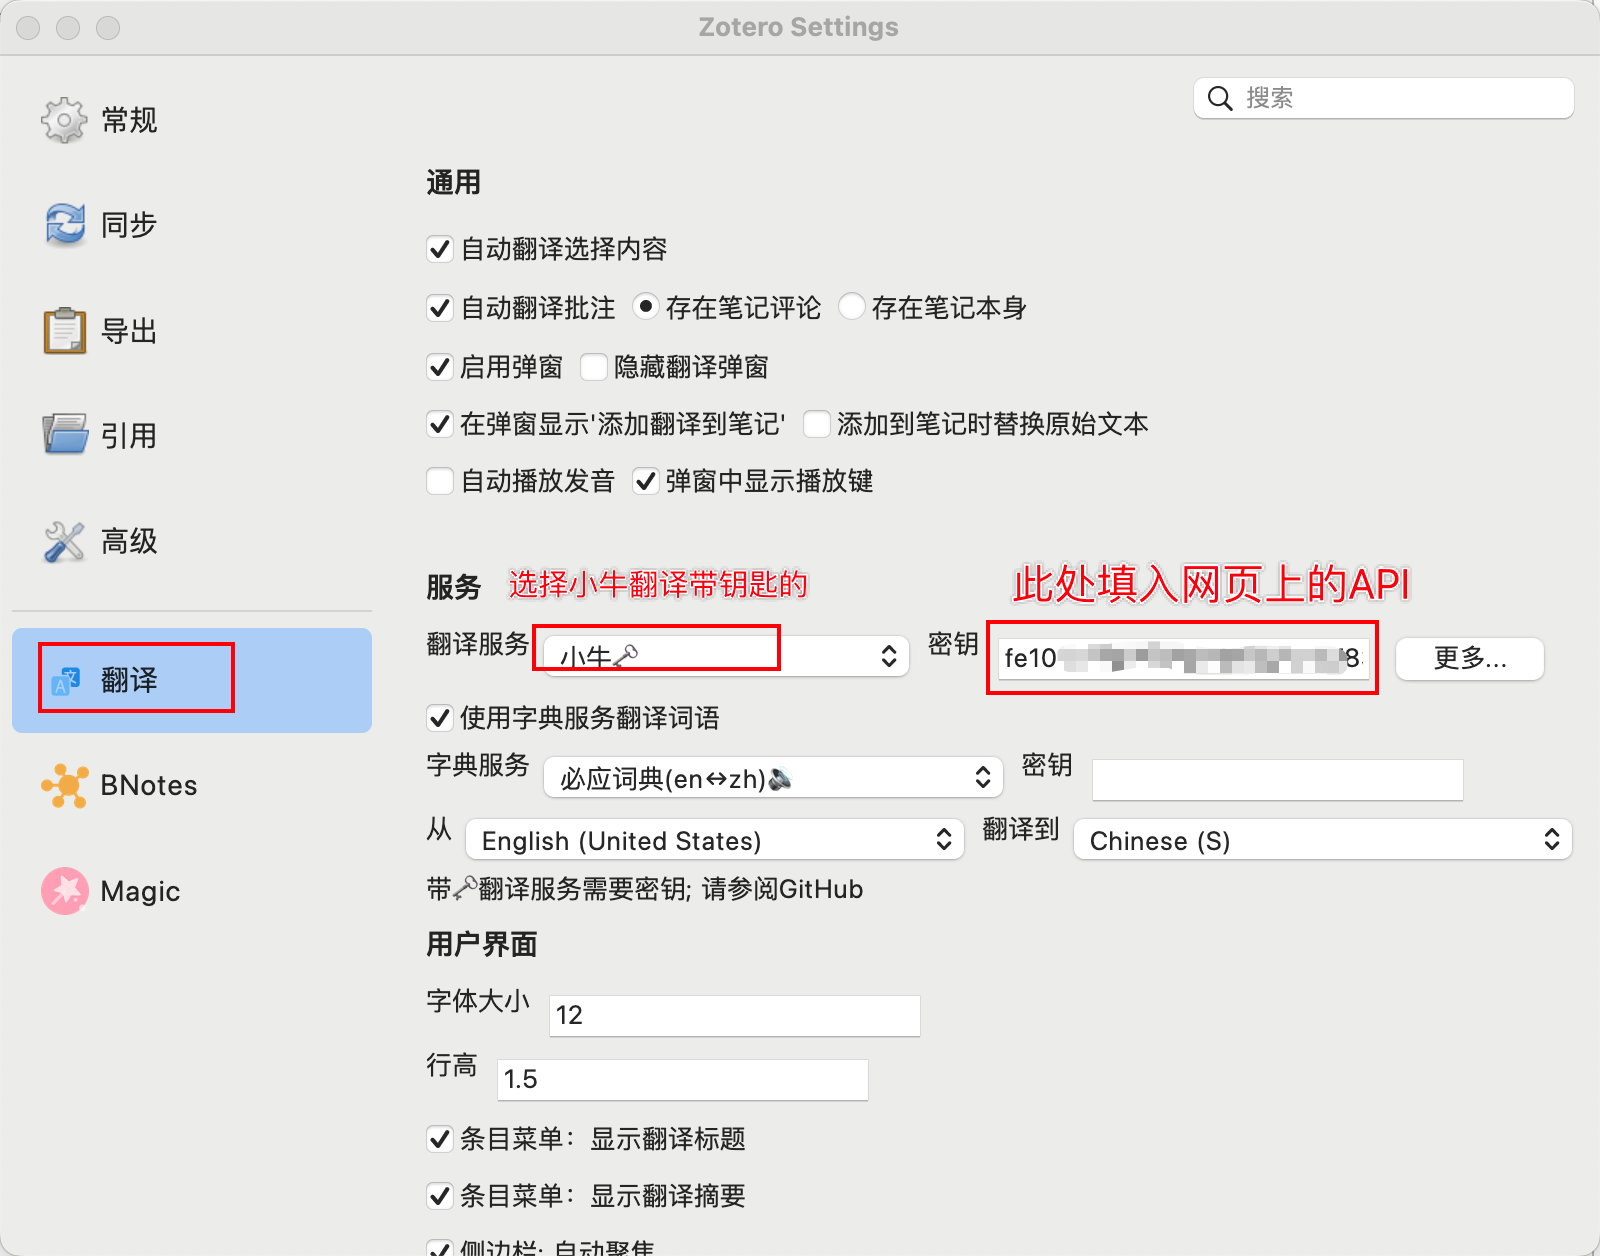 Zotero Settings
搜索
常规
同步
导出
引用
高级
翻译
BNotes
Magic
通用
自动翻译选择内容
自动翻译批注 存在笔记评论 存在笔记本身
启用弹窗 隐藏翻译弹窗
在弹窗显示'添加翻译到笔记' 添加到笔记时替换原始文本
自动播放发音 弹窗中显示播放键
服务 选择小牛翻译带钥匙的 此处填入网页上的API
翻译服务 小牛🗝 密钥 fe10 更多...
使用字典服务翻译词语
字典服务 必应词典(en↔zh)🔊 密钥
从 English (United States) 翻译到 Chinese (S)
带🗝翻译服务需要密钥; 请参阅GitHub
用户界面
字体大小 12
行高 1.5
条目菜单：显示翻译标题
条目菜单：显示翻译摘要
侧边栏: 自动聚焦